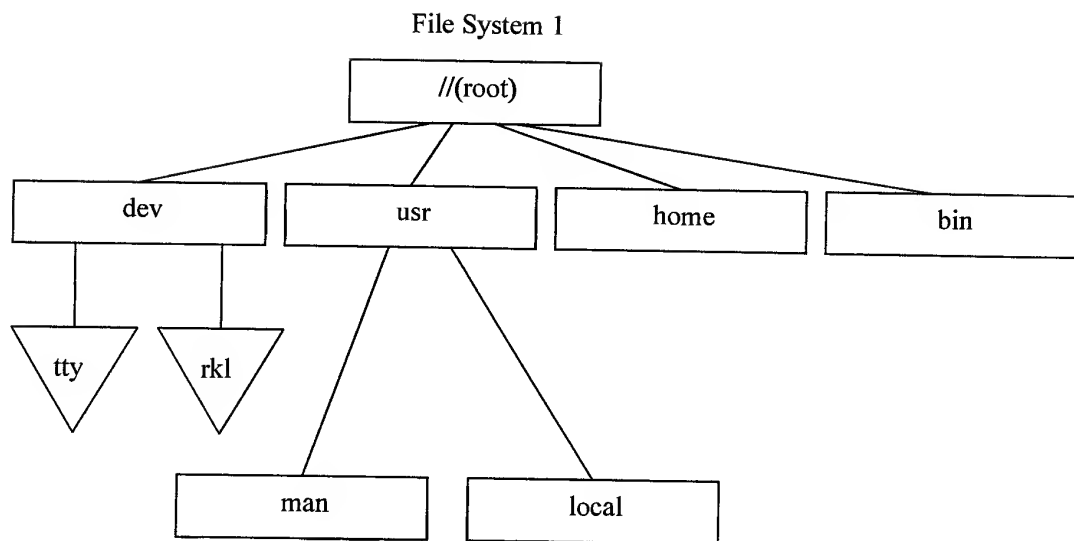 File System 1
//(root)
dev usr home bin
tty rkl
man local